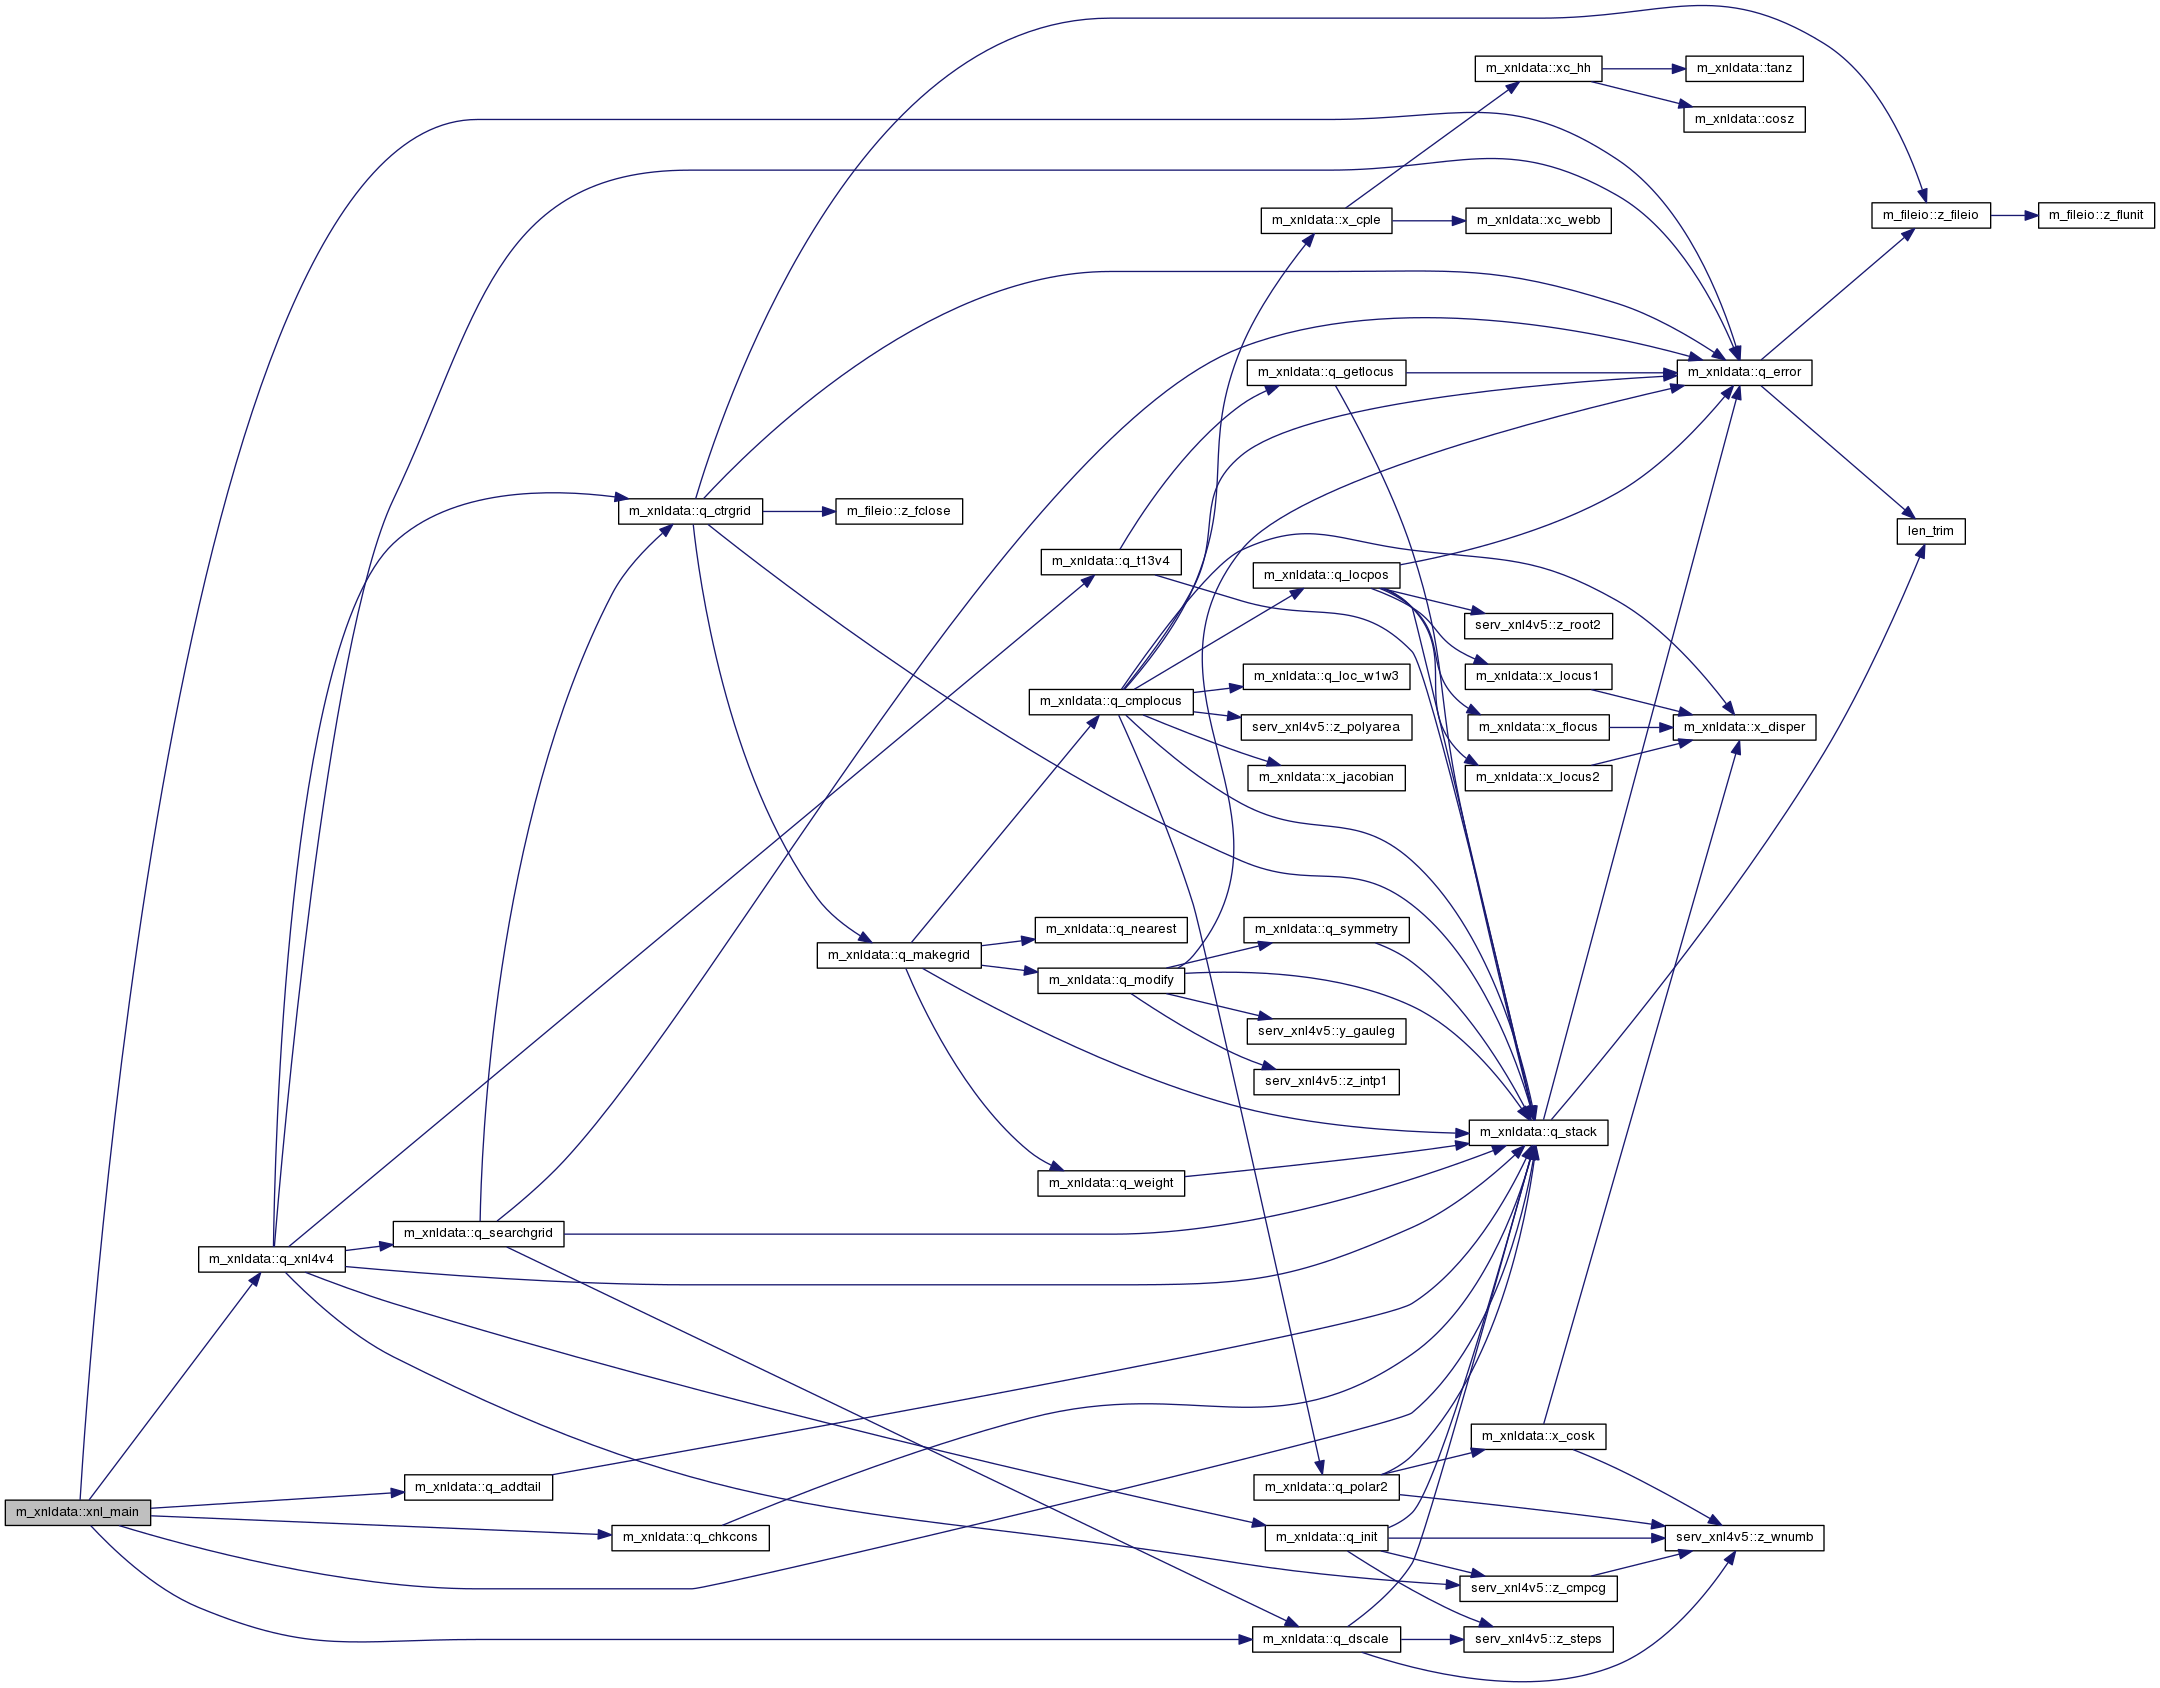 m_xnldata::xc_hh
m_xnldata::tanz
m_xnldata::cosz
m_xnldata::x_cple
m_xnldata::xc_webb
m_fileio::z_fileio
m_fileio::z_flunit
m_xnldata::q_getlocus
m_xnldata::q_error
m_xnldata::q_ctrgrid
m_fileio::z_fclose
len_trim
m_xnldata::q_t13v4
m_xnldata::q_locpos
serv_xnl4v5::z_root2
m_xnldata::q_loc_w1w3
m_xnldata::x_locus1
m_xnldata::q_cmplocus
serv_xnl4v5::z_polyarea
m_xnldata::x_flocus
m_xnldata::x_disper
m_xnldata::x_jacobian
m_xnldata::x_locus2
m_xnldata::q_nearest
m_xnldata::q_symmetry
m_xnldata::q_makegrid
m_xnldata::q_modify
serv_xnl4v5::y_gauleg
serv_xnl4v5::z_intp1
m_xnldata::q_stack
m_xnldata::q_weight
m_xnldata::q_searchgrid
m_xnldata::q_xnl4v4
m_xnldata::x_cosk
m_xnldata::q_addtail
m_xnldata::q_polar2
m_xnldata::xnl_main
m_xnldata::q_chkcons
m_xnldata::q_init
serv_xnl4v5::z_wnumb
serv_xnl4v5::z_cmpcg
m_xnldata::q_dscale
serv_xnl4v5::z_steps